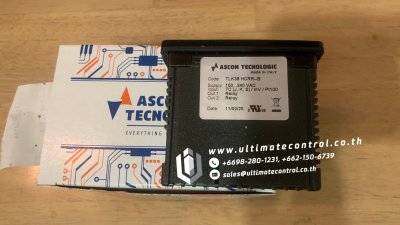 ASCON
TECNOLOGIC
EVERYTHING
ASCON TECNOLOGIC
MADE IN ITALY
Code: TLK38 HCRR--B
Supply: 100...240 VAC
Input: TC (J, K, S) / mV / Pt100
Out 1: Relay
Out 2: Relay
Date: 11/02/20
www.ultimatecontrol.co.th
+6698-280-1231, +662-150-6739
sales@ultimatecontrol.co.th